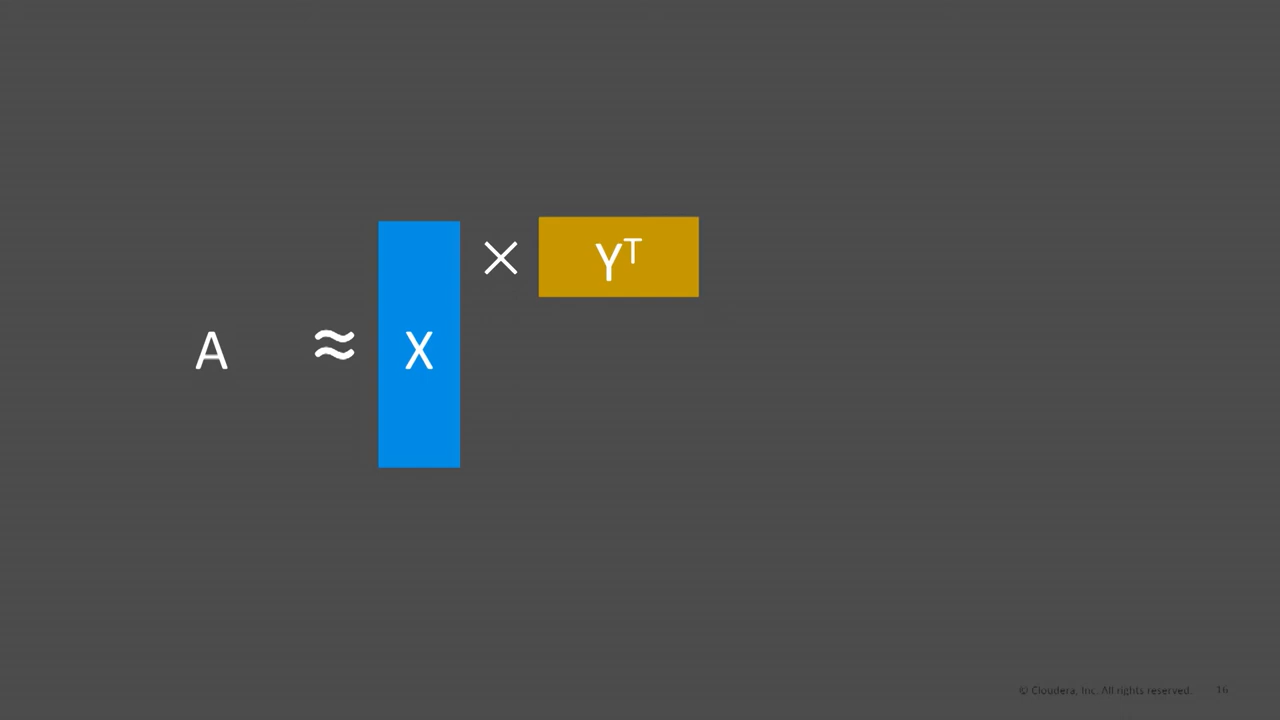 A ≈ X × Yᵀ
© Cloudera, Inc. All rights reserved. 16